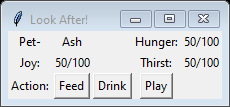 Look After!
Pet- Ash Hunger: 50/100
Joy: 50/100 Thirst: 50/100
Action: Feed Drink Play